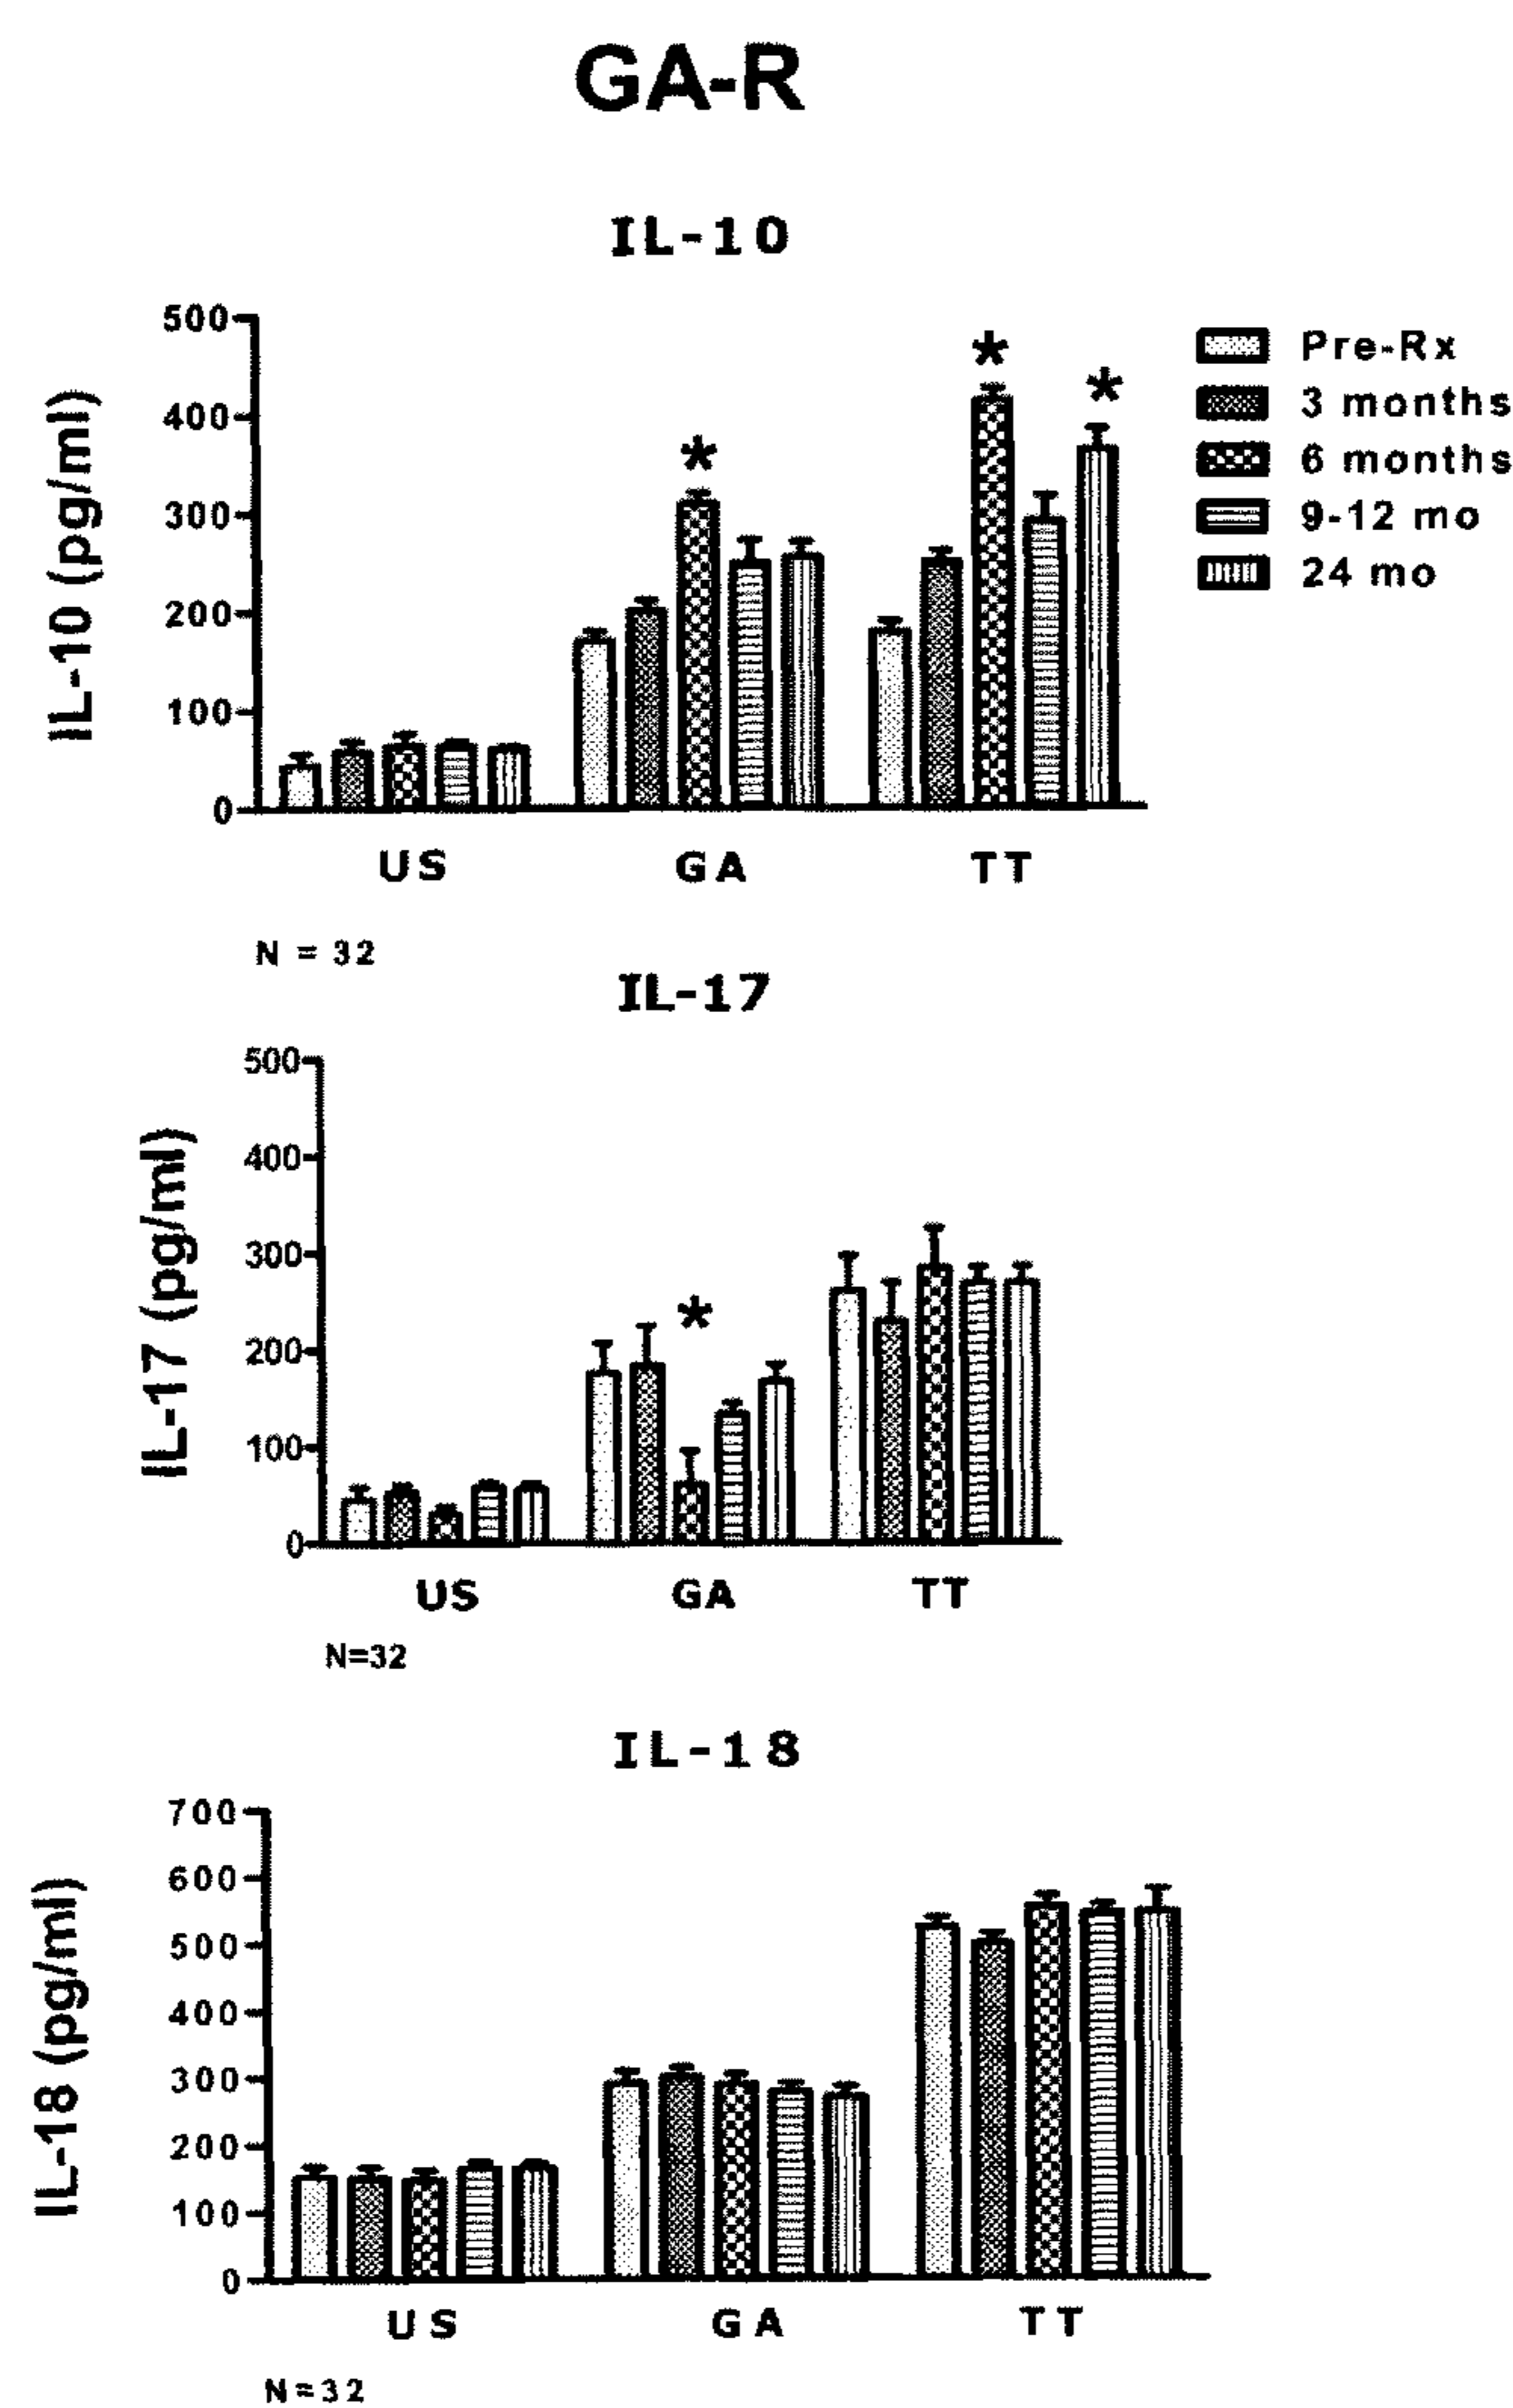 GA-R
IL-10
IL-10 (pg/ml)
500
400
300
200
100
0
*
*
*
Pre-Rx
3 months
6 months
9-12 mo
24 mo
US GA TT
N = 32
IL-17
IL-17 (pg/ml)
500
400
300
200
100
0
*
US GA TT
N=32
IL-18
IL-18 (pg/ml)
700
600
500
400
300
200
100
0
US GA TT
N=32